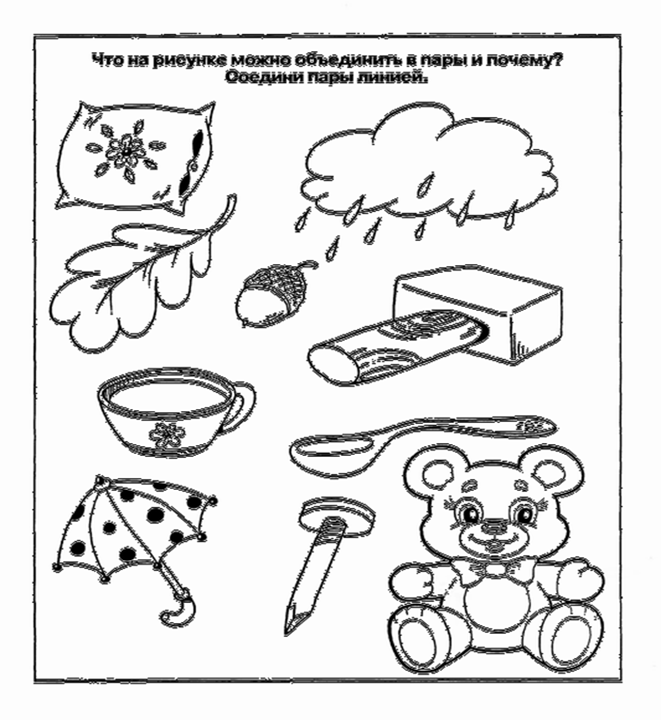 Что на рисунке можно объединить в пары и почему?
Соедини пары линией.